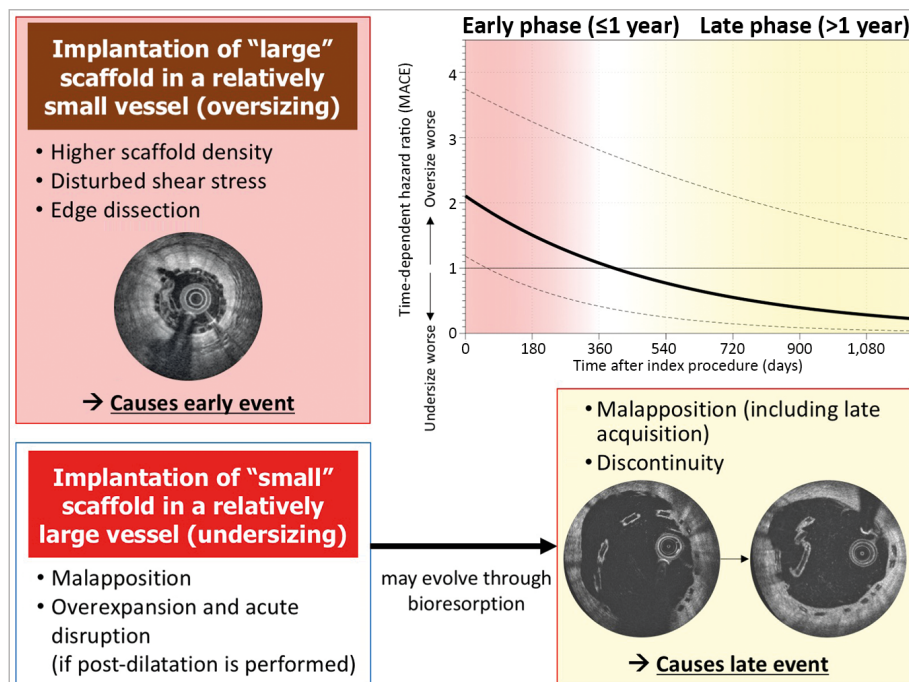 Implantation of “large”
scaffold in a relatively
small vessel (oversizing)
• Higher scaffold density
• Disturbed shear stress
• Edge dissection
→ Causes early event
Early phase (≤1 year)
Late phase (>1 year)
Time-dependent hazard ratio (MACE)
Undersize worse
Oversize worse
4
3
2
1
0
0
180
360
540
720
900
1,080
Time after index procedure (days)
Implantation of “small”
scaffold in a relatively
large vessel (undersizing)
• Malapposition
• Overexpansion and acute
disruption
(if post-dilatation is performed)
may evolve through
bioresorption
• Malapposition (including late
acquisition)
• Discontinuity
→ Causes late event